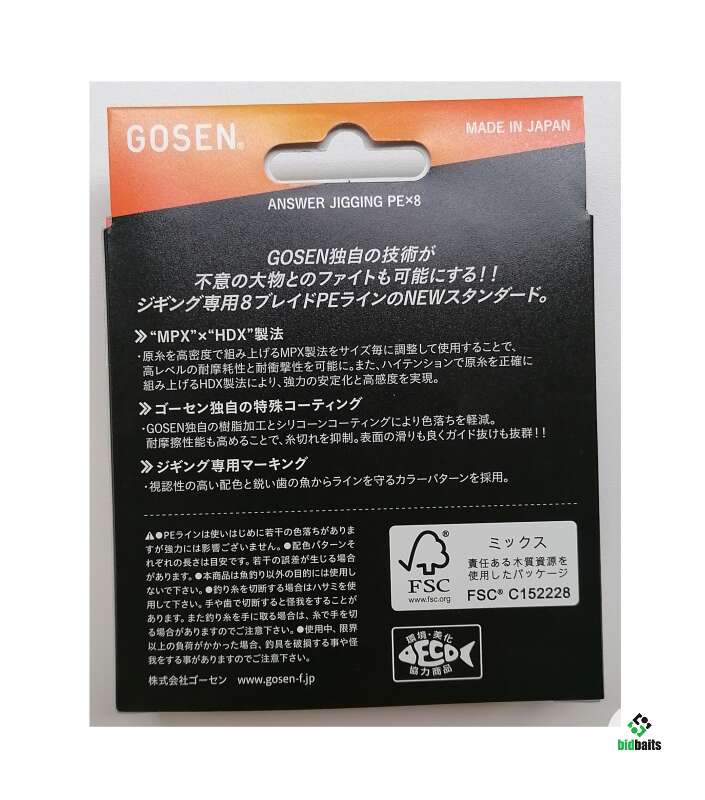 GOSEN®
MADE IN JAPAN
ANSWER JIGGING PE×8
GOSEN独自の技術が
不意の大物とのファイトも可能にする！！
ジギング専用８ブレイドPEラインのNEWスタンダード。
“MPX”×“HDX”製法
・原糸を高密度で組み上げるMPX製法をサイズ毎に調整して使用することで、
高レベルの耐摩耗性と耐衝撃性を可能に。また、ハイテンションで原糸を正確に
組み上げるHDX製法により、強力の安定化と高感度を実現。
ゴーセン独自の特殊コーティング
・GOSEN独自の樹脂加工とシリコーンコーティングにより色落ちを軽減。
耐摩擦性能も高めることで、糸切れを抑制。表面の滑りも良くガイド抜けも抜群！！
ジギング専用マーキング
・視認性の高い配色と鋭い歯の魚からラインを守るカラーパターンを採用。
⚠●PEラインは使いはじめに若干の色落ちがありま
すが強力には影響ございません。●配色パターンそ
れぞれの長さは目安です。若干の誤差が生じる場合
があります。●本商品は魚釣り以外の目的には使用し
ないで下さい。●釣り糸を切断する場合はハサミを使
用して下さい。手や歯で切断すると怪我をすることが
あります。また釣り糸を手に取る場合は、糸で手を切
る場合がありますのでご注意下さい。●使用中、限界
以上の負荷がかかった場合、釣具を破損する事や怪
我をする事がありますのでご注意下さい。
株式会社ゴーセン www.gosen-f.jp
FSC
www.fsc.org
ミックス
責任ある木質資源を
使用したパッケージ
FSC® C152228
環境・美化
ECO
協力商品
bidbaits